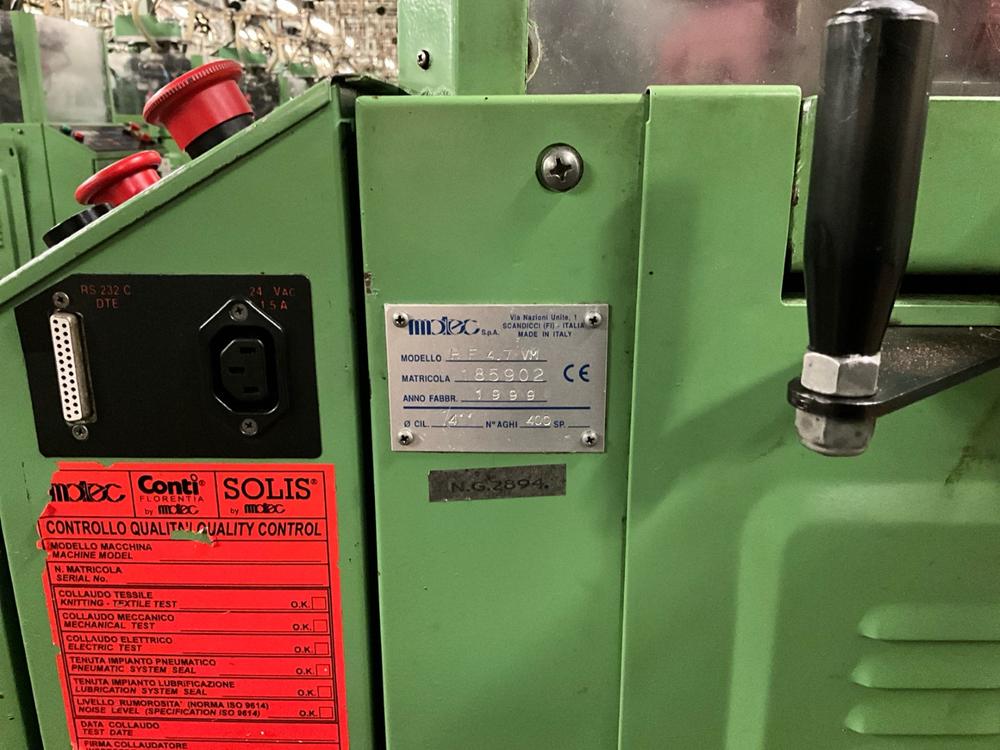 RS 232 C
DTE
24 VAC
1.5 A
matec S.p.A.
Via Nazioni Unite, 1
SCANDICCI (FI) - ITALIA
MADE IN ITALY
MODELLO H F 4.7 VM
MATRICOLA 185902 CE
ANNO FABBR. 1999
Ø CIL. 4" N° AGHI 400 SP.
N.G.2894.
matec Conti® SOLIS®
FLORENTIA
by matec by matec
CONTROLLO QUALITA'/QUALITY CONTROL
MODELLO MACCHINA
MACHINE MODEL
N. MATRICOLA
SERIAL No.
COLLAUDO TESSILE
KNITTING - TEXTILE TEST O.K.
COLLAUDO MECCANICO
MECHANICAL TEST O.K.
COLLAUDO ELETTRICO
ELECTRIC TEST O.K.
TENUTA IMPIANTO PNEUMATICO
PNEUMATIC SYSTEM SEAL O.K.
TENUTA IMPIANTO LUBRIFICAZIONE
LUBRICATION SYSTEM SEAL O.K.
LIVELLO RUMOROSITA' (NORMA ISO 9614)
NOISE LEVEL (SPECIFICATION ISO 9614) O.K.
DATA COLLAUDO
TEST DATE
FIRMA COLLAUDATORE